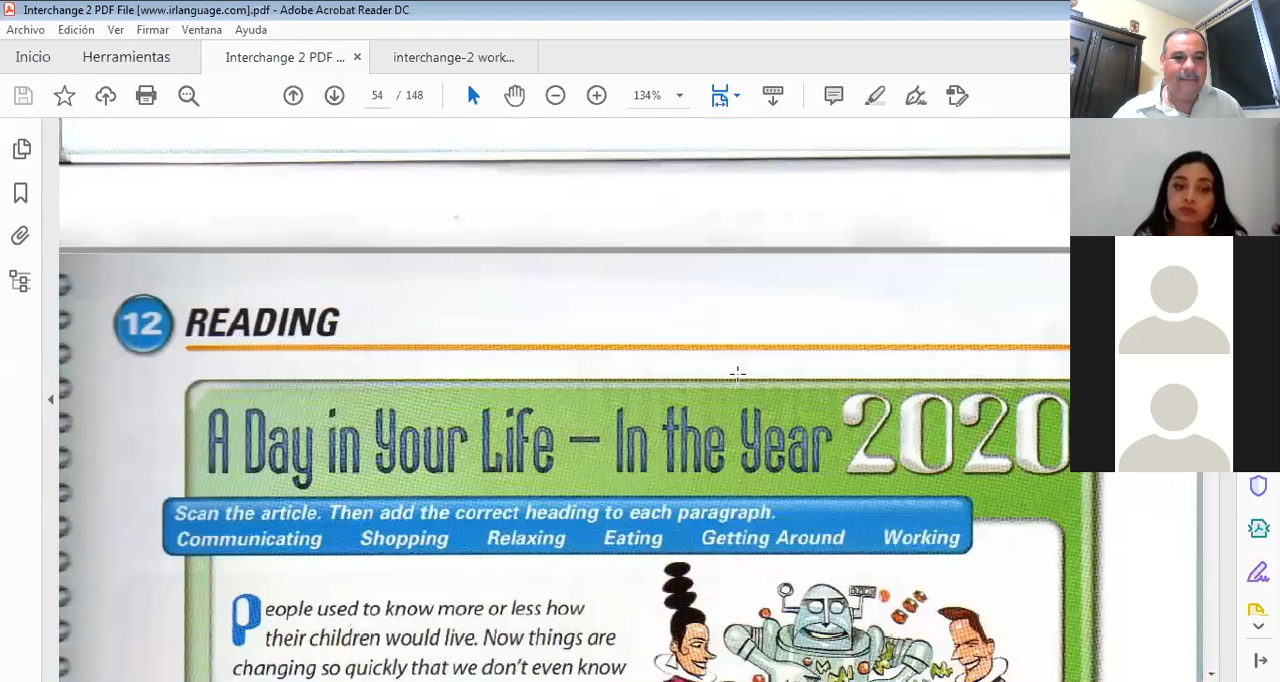 Interchange 2 PDF File [www.irlanguage.com].pdf - Adobe Acrobat Reader DC
Archivo Edición Ver Firmar Ventana Ayuda
Inicio Herramientas Interchange 2 PDF ... × interchange-2 work...
54 / 148 134%
12 READING
A Day in Your Life – In the Year 2020
Scan the article. Then add the correct heading to each paragraph.
Communicating Shopping Relaxing Eating Getting Around Working
People used to know more or less how
their children would live. Now things are
changing so quickly that we don't even know